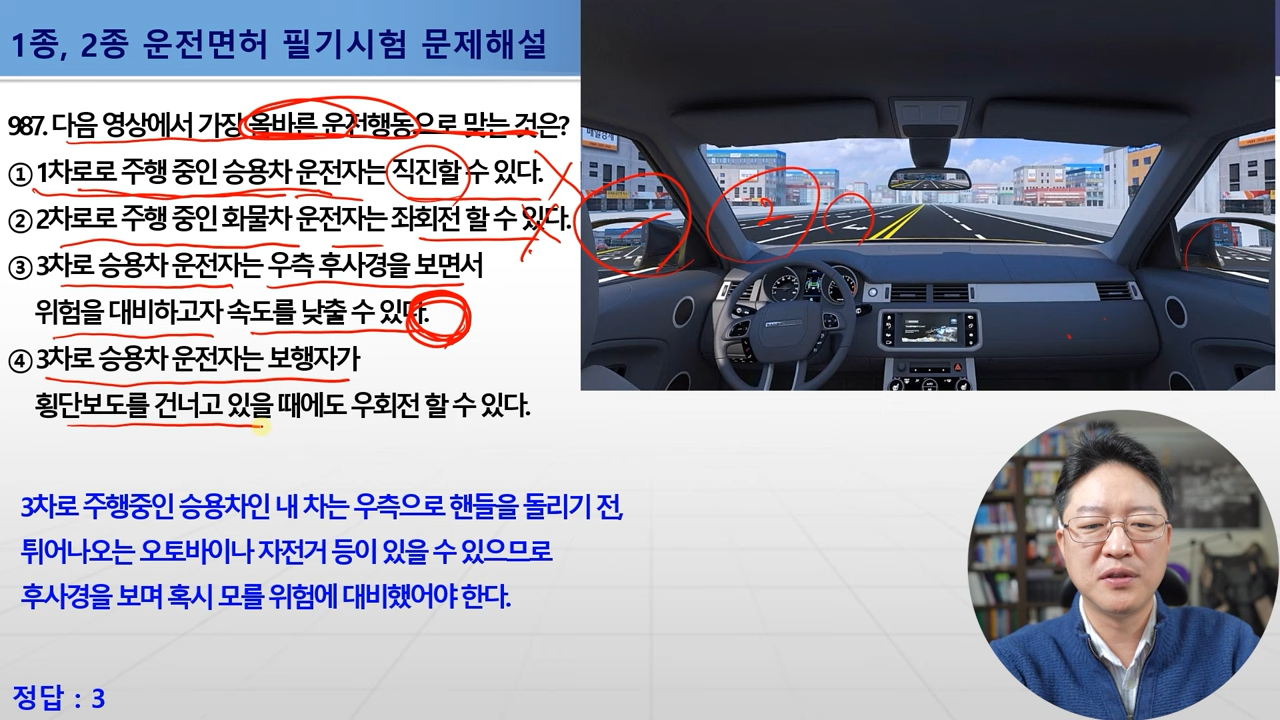 1종, 2종 운전면허 필기시험 문제해설
987. 다음 영상에서 가장 올바른 운전행동으로 맞는 것은?
① 1차로로 주행 중인 승용차 운전자는 직진할 수 있다.
② 2차로로 주행 중인 화물차 운전자는 좌회전 할 수 있다.
③ 3차로 승용차 운전자는 우측 후사경을 보면서
위험을 대비하고자 속도를 낮출 수 있다.
④ 3차로 승용차 운전자는 보행자가
횡단보도를 건너고 있을 때에도 우회전 할 수 있다.
3차로 주행중인 승용차인 내 차는 우측으로 핸들을 돌리기 전,
튀어나오는 오토바이나 자전거 등이 있을 수 있으므로
후사경을 보며 혹시 모를 위험에 대비했어야 한다.
정답 : 3
매일경제
2